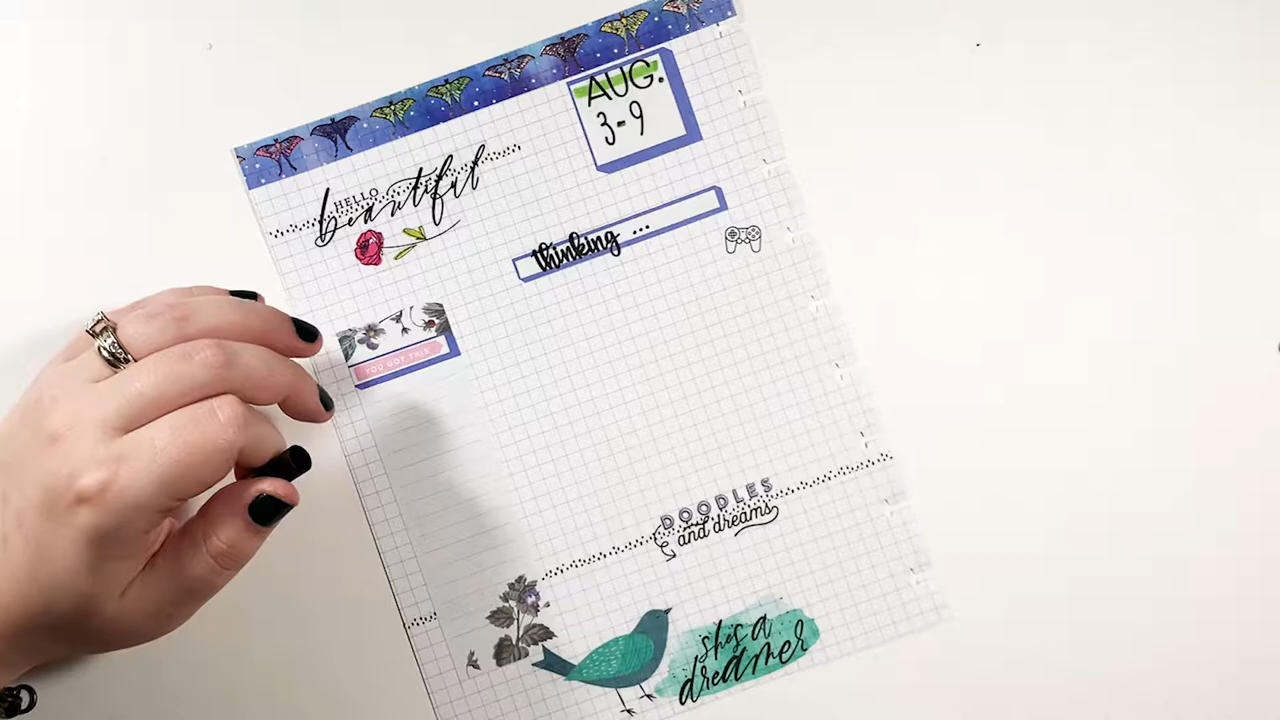 AUG.
3-9
HELLO
beautiful
thinking ...
YOU GOT THIS
DOODLES
and dreams
she's a
dreamer